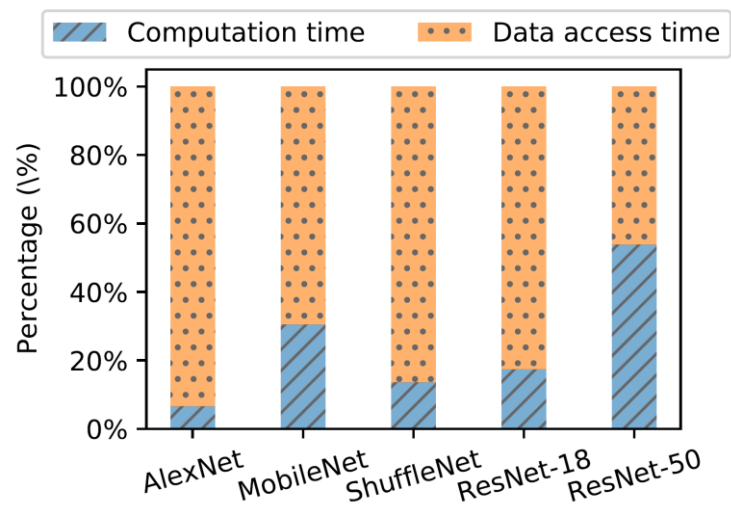 Computation time Data access time
Percentage (\%)
100%
80%
60%
40%
20%
0%
AlexNet MobileNet ShuffleNet ResNet-18 ResNet-50